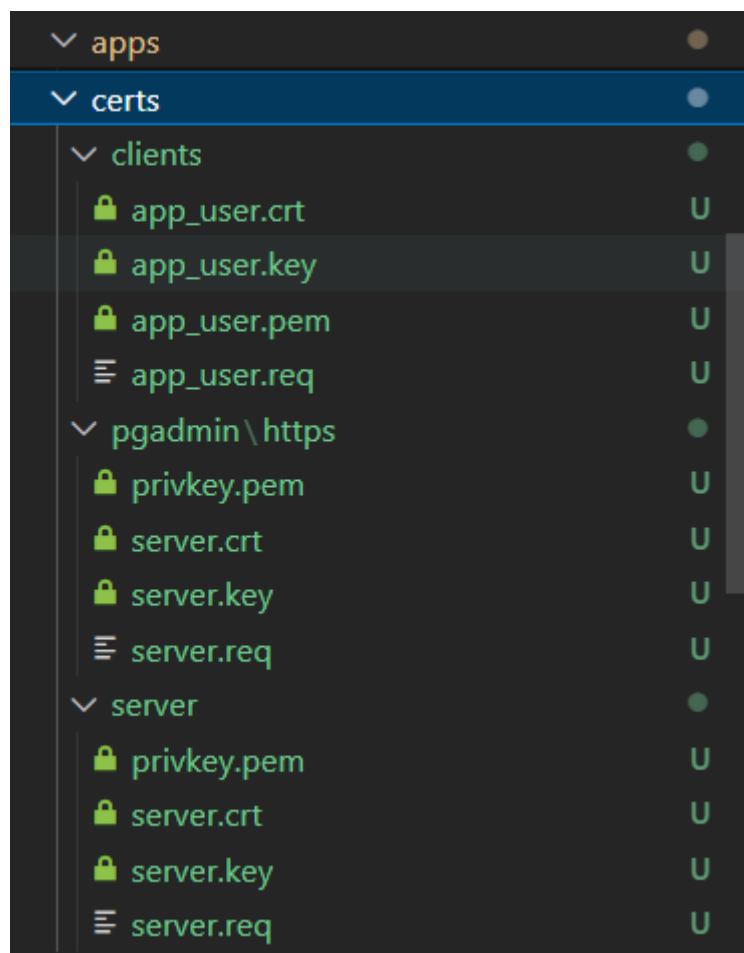 apps
certs
clients
app_user.crt U
app_user.key U
app_user.pem U
app_user.req U
pgadmin\https
privkey.pem U
server.crt U
server.key U
server.req U
server
privkey.pem U
server.crt U
server.key U
server.req U